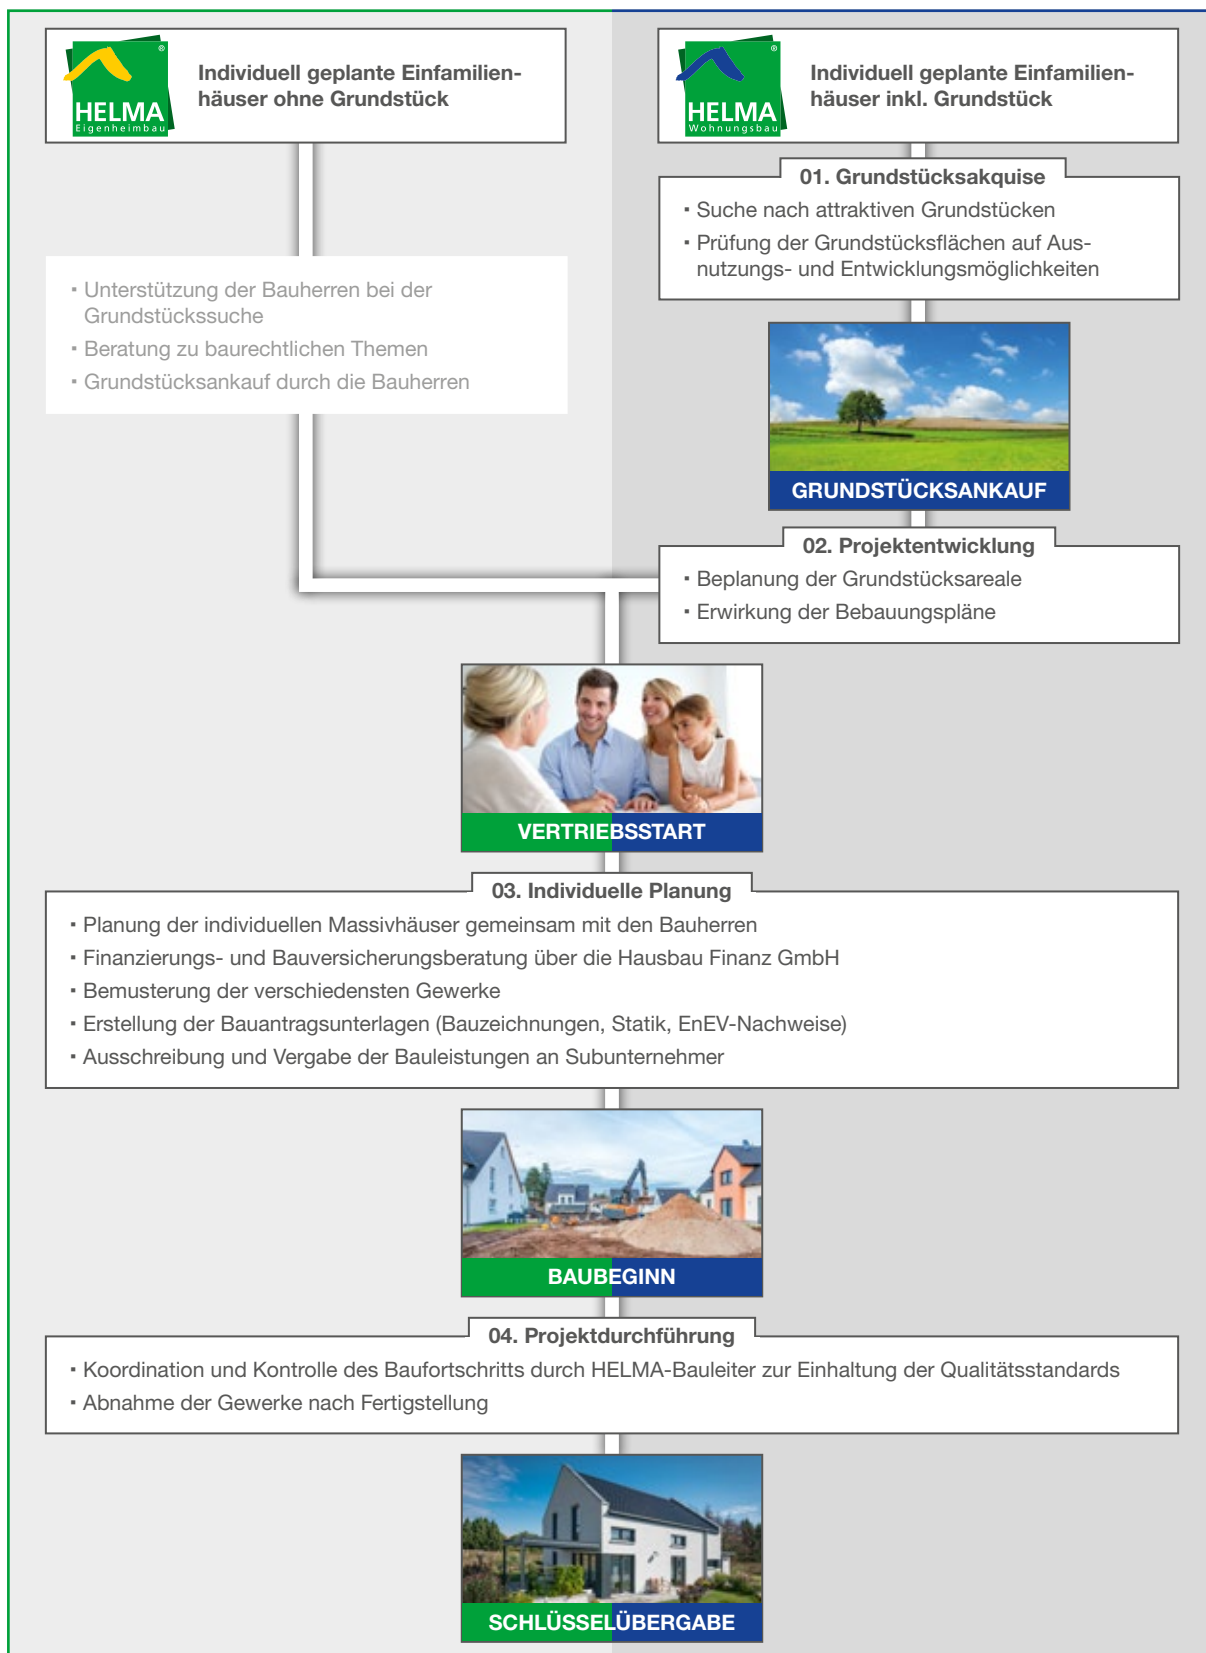 HELMA
Eigenheimbau
®
Individuell geplante Einfamilien-
häuser ohne Grundstück
HELMA
Wohnungsbau
®
Individuell geplante Einfamilien-
häuser inkl. Grundstück
01. Grundstücksakquise
▪ Suche nach attraktiven Grundstücken
▪ Prüfung der Grundstücksflächen auf Aus-
nutzungs- und Entwicklungsmöglichkeiten
▪ Unterstützung der Bauherren bei der
Grundstückssuche
▪ Beratung zu baurechtlichen Themen
▪ Grundstücksankauf durch die Bauherren
GRUNDSTÜCKSANKAUF
02. Projektentwicklung
▪ Beplanung der Grundstücksareale
▪ Erwirkung der Bebauungspläne
VERTRIEBSSTART
03. Individuelle Planung
▪ Planung der individuellen Massivhäuser gemeinsam mit den Bauherren
▪ Finanzierungs- und Bauversicherungsberatung über die Hausbau Finanz GmbH
▪ Bemusterung der verschiedensten Gewerke
▪ Erstellung der Bauantragsunterlagen (Bauzeichnungen, Statik, EnEV-Nachweise)
▪ Ausschreibung und Vergabe der Bauleistungen an Subunternehmer
BAUBEGINN
04. Projektdurchführung
▪ Koordination und Kontrolle des Baufortschritts durch HELMA-Bauleiter zur Einhaltung der Qualitätsstandards
▪ Abnahme der Gewerke nach Fertigstellung
SCHLÜSSELÜBERGABE